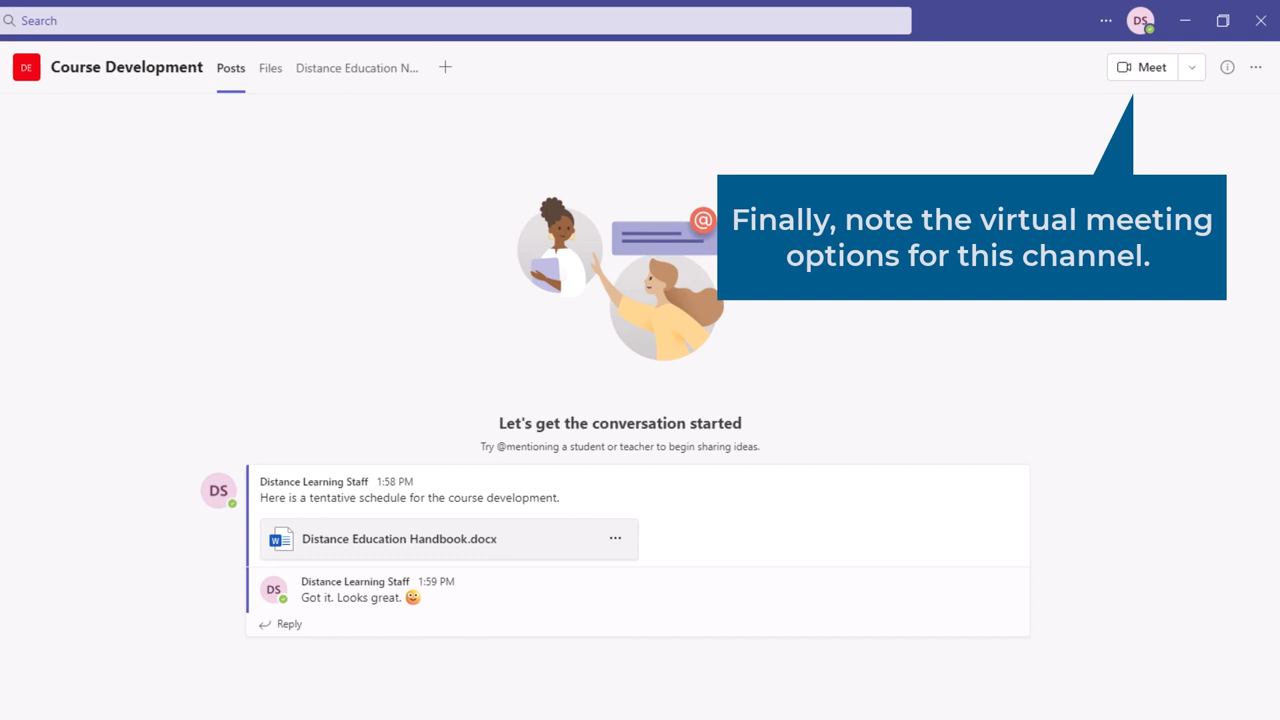 Search
DS
DE
Course Development
Posts
Files
Distance Education N...
Meet
@
Finally, note the virtual meeting
options for this channel.
Let's get the conversation started
Try @mentioning a student or teacher to begin sharing ideas.
DS
Distance Learning Staff 1:58 PM
Here is a tentative schedule for the course development.
W
Distance Education Handbook.docx
DS
Distance Learning Staff 1:59 PM
Got it. Looks great.
Reply